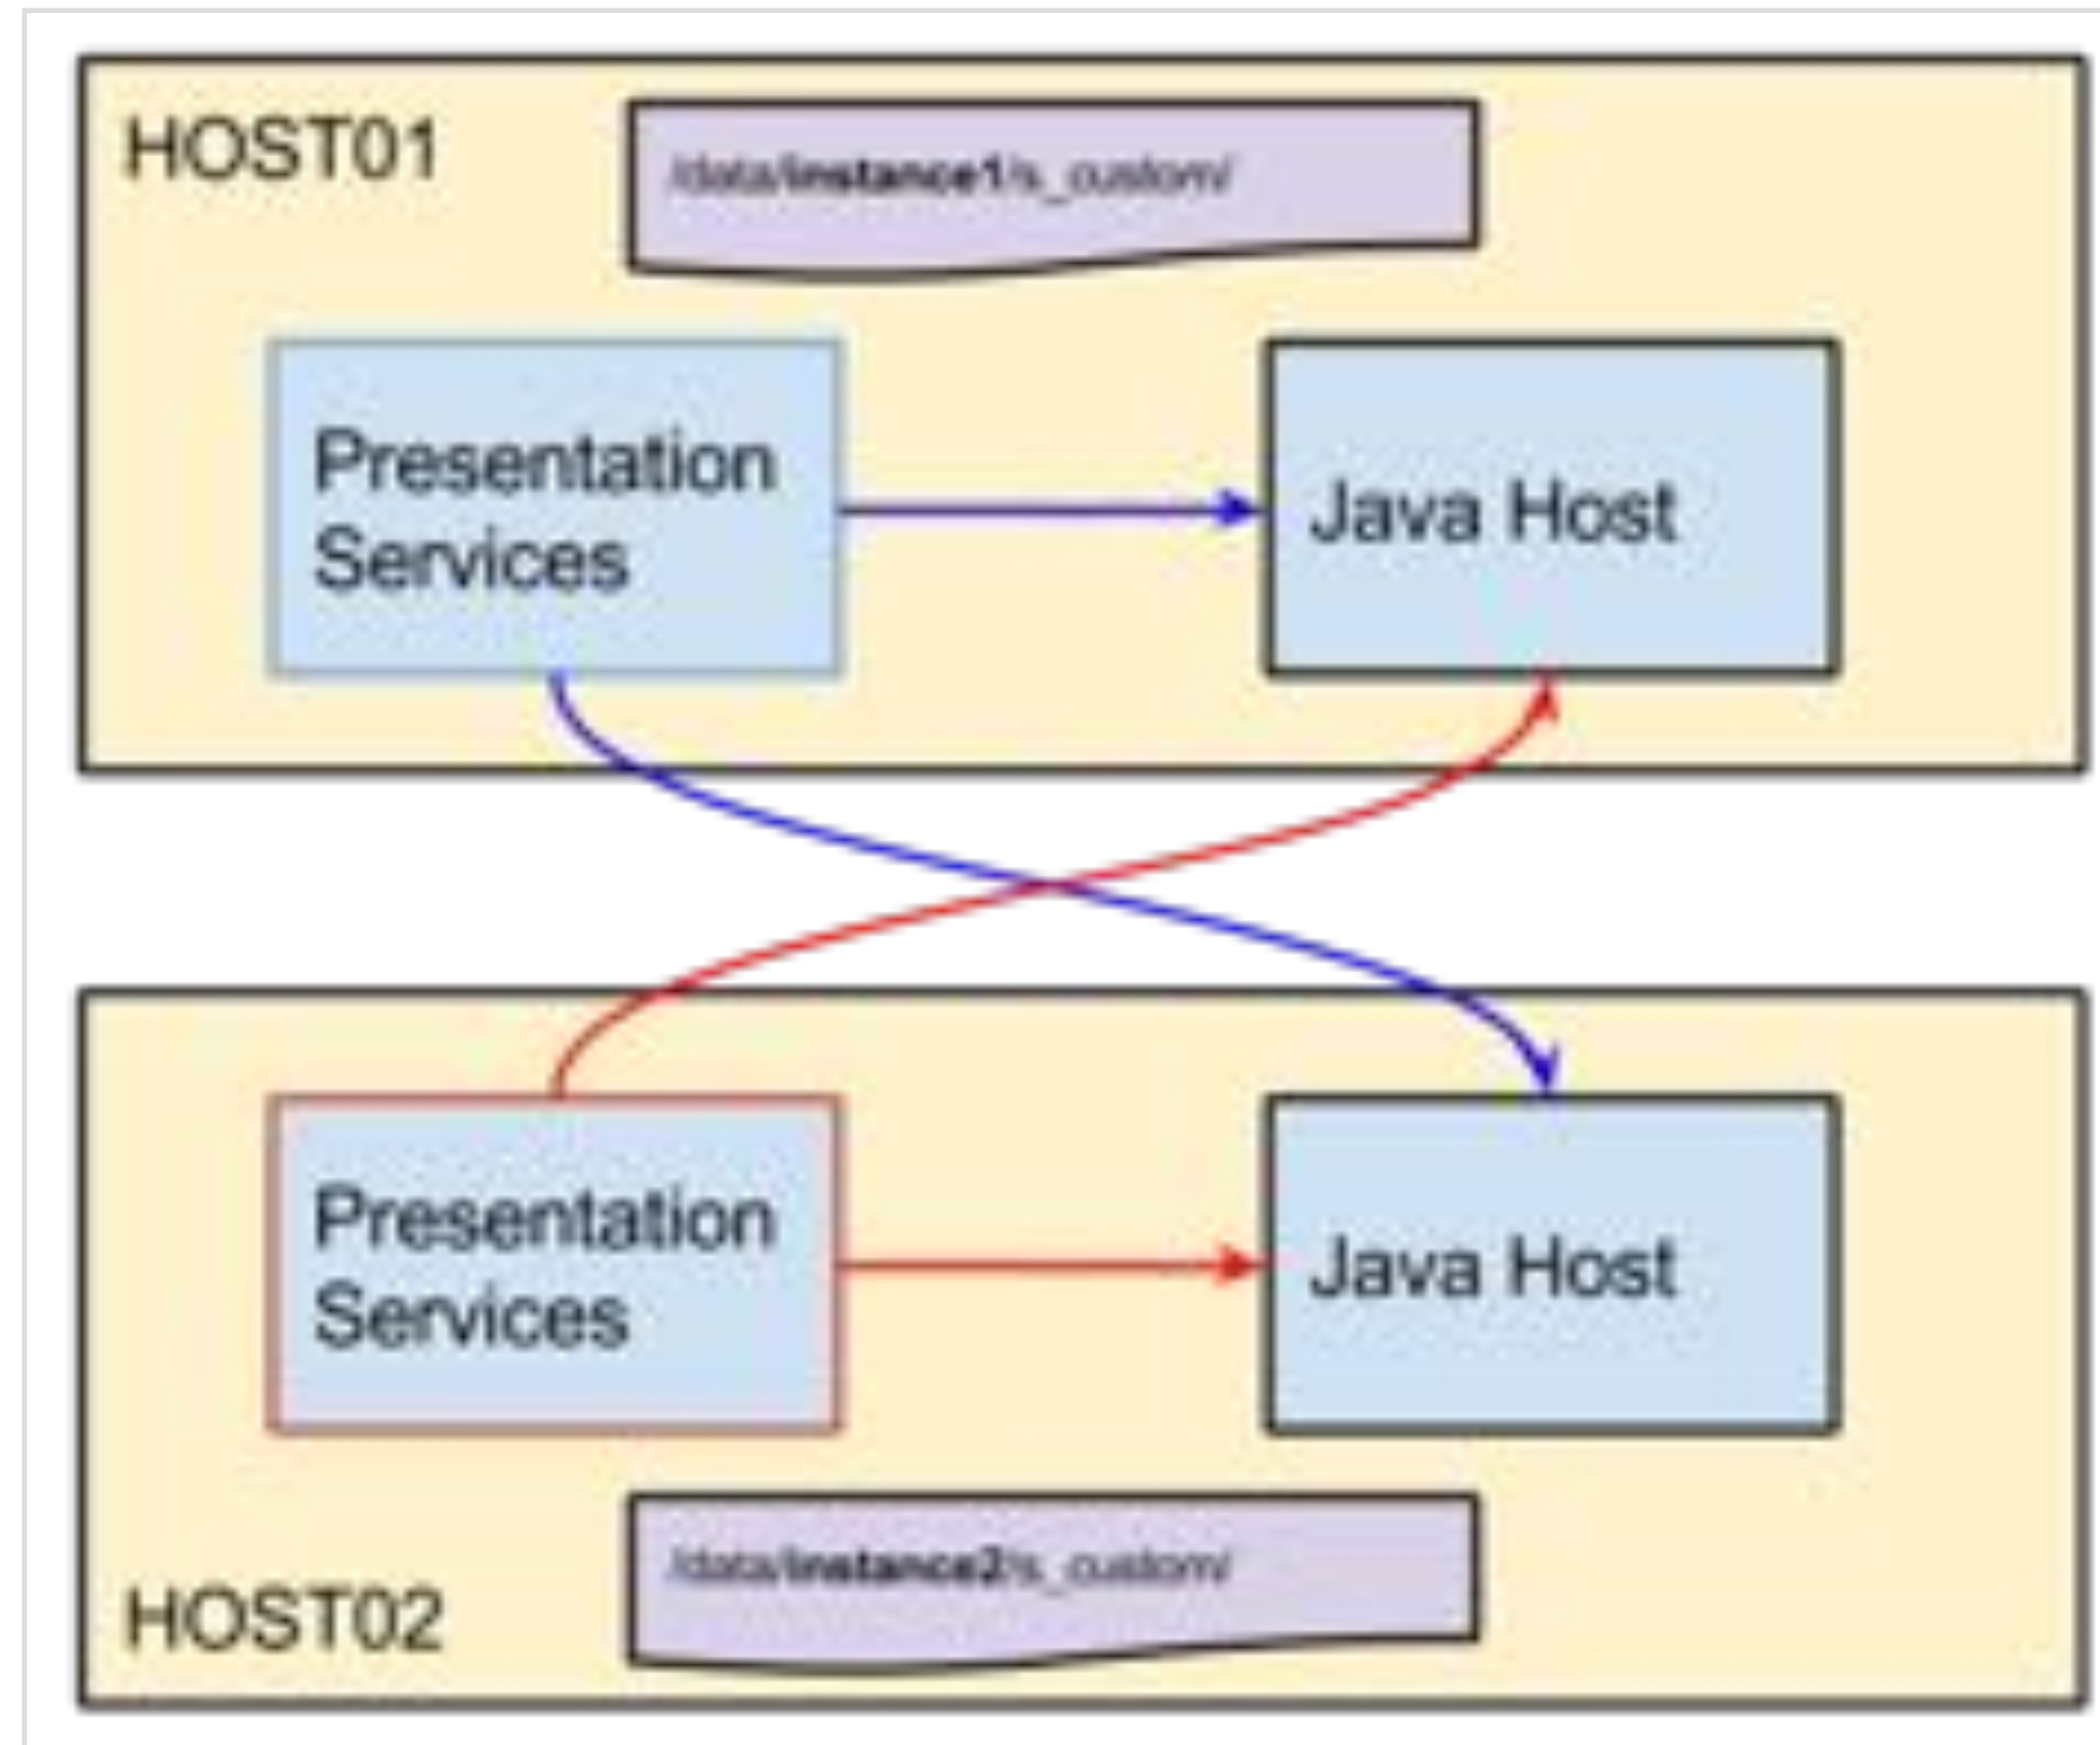 HOST01
/data/instance1/s_custom/
Presentation
Services
Java Host
Presentation
Services
Java Host
/data/instance2/s_custom/
HOST02